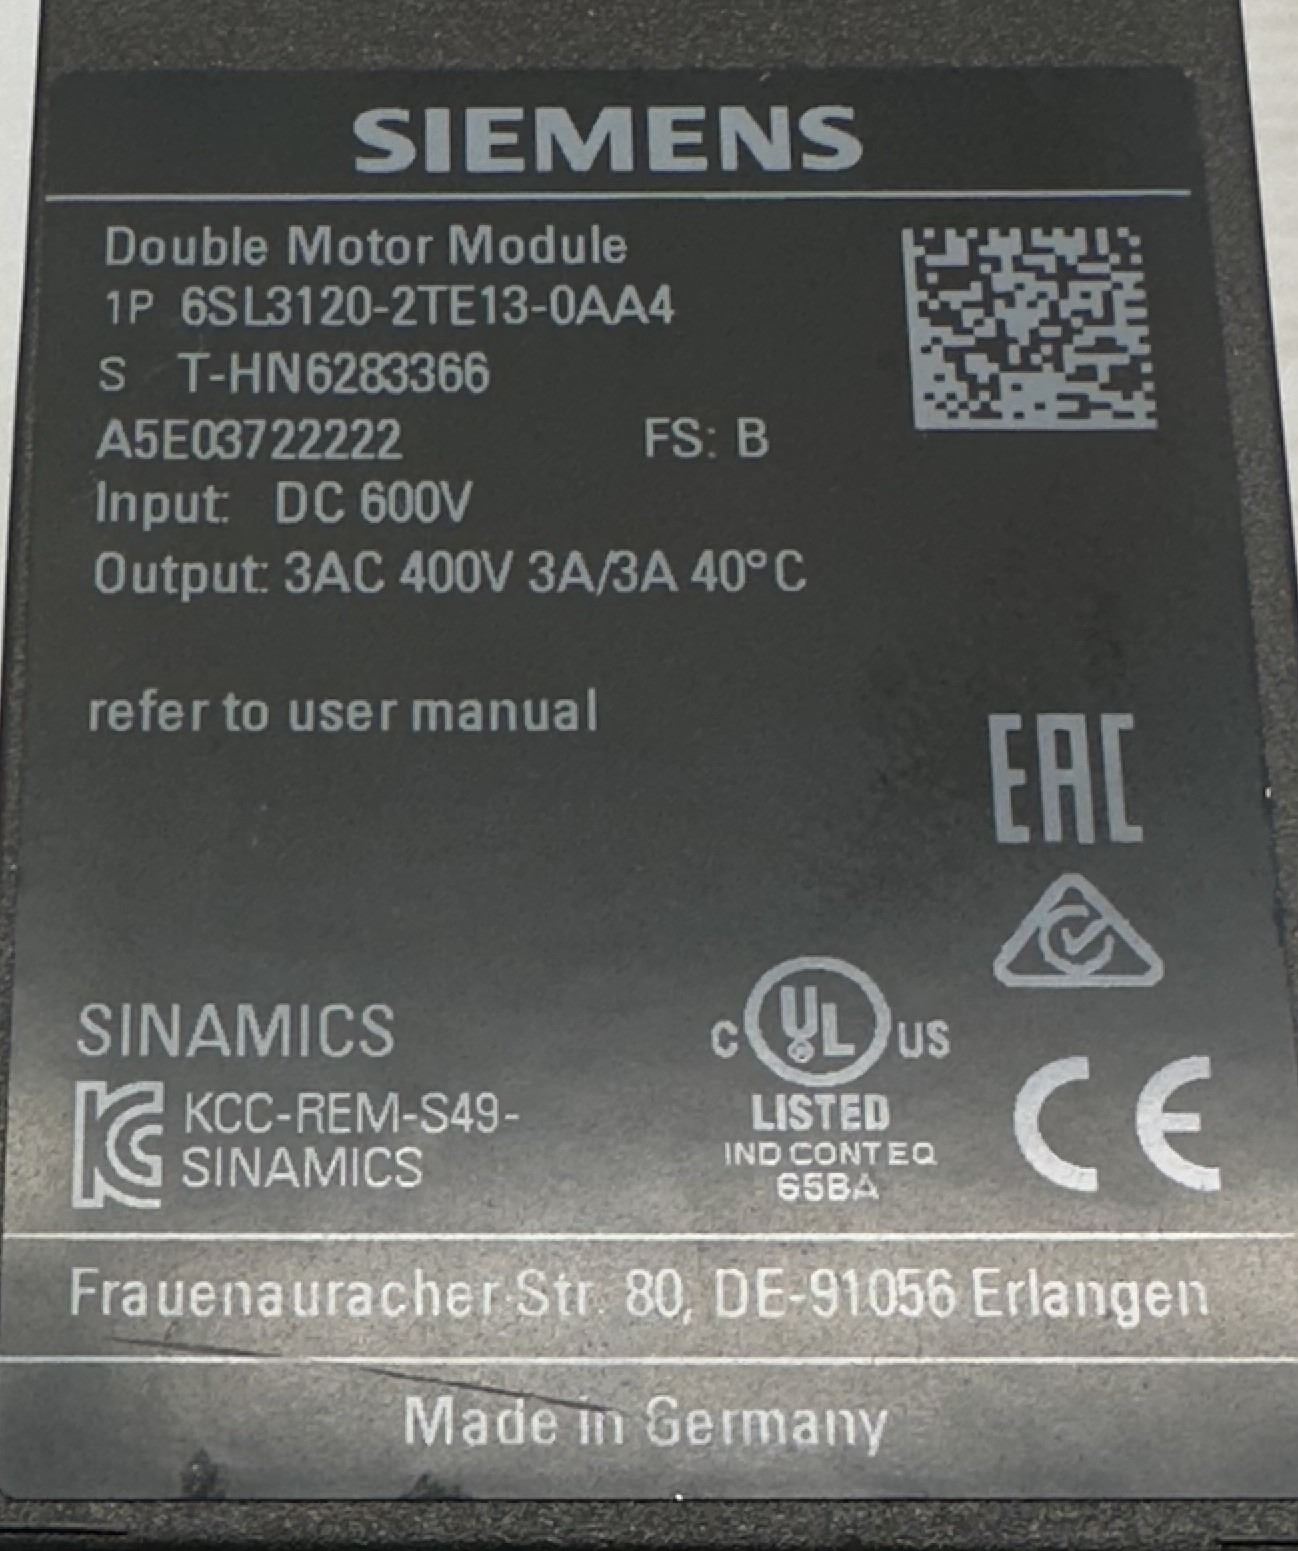 SIEMENS
Double Motor Module
1P 6SL3120-2TE13-0AA4
S T-HN6283366
A5E03722222 FS: B
Input: DC 600V
Output: 3AC 400V 3A/3A 40°C
refer to user manual
EAC
SINAMICS
C UL US
LISTED
IND CONT EQ
65BA
KCC-REM-S49-
SINAMICS
CE
Frauenauracher Str. 80, DE-91056 Erlangen
Made in Germany